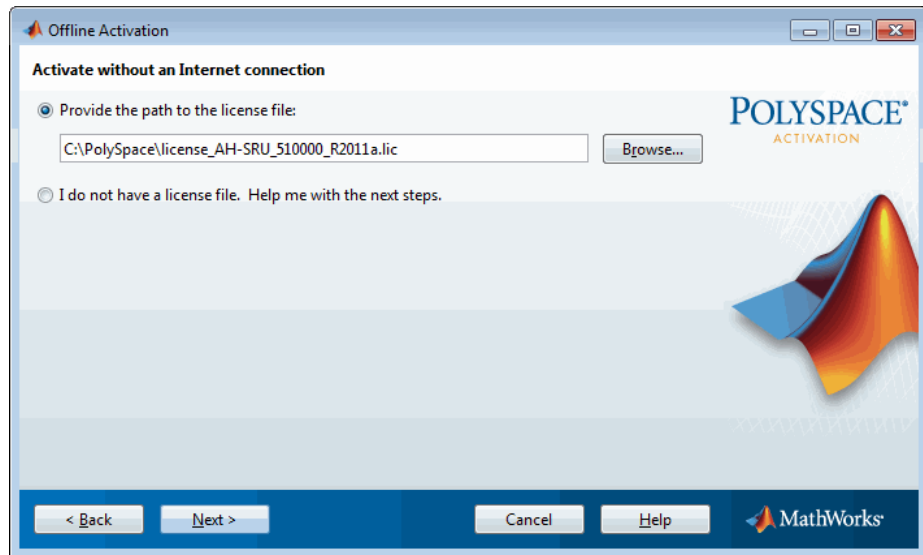 Offline Activation
Activate without an Internet connection
Provide the path to the license file:
C:\PolySpace\license_AH-SRU_510000_R2011a.lic
Browse...
I do not have a license file.  Help me with the next steps.
POLYSPACE®
ACTIVATION
< Back
Next >
Cancel
Help
MathWorks®